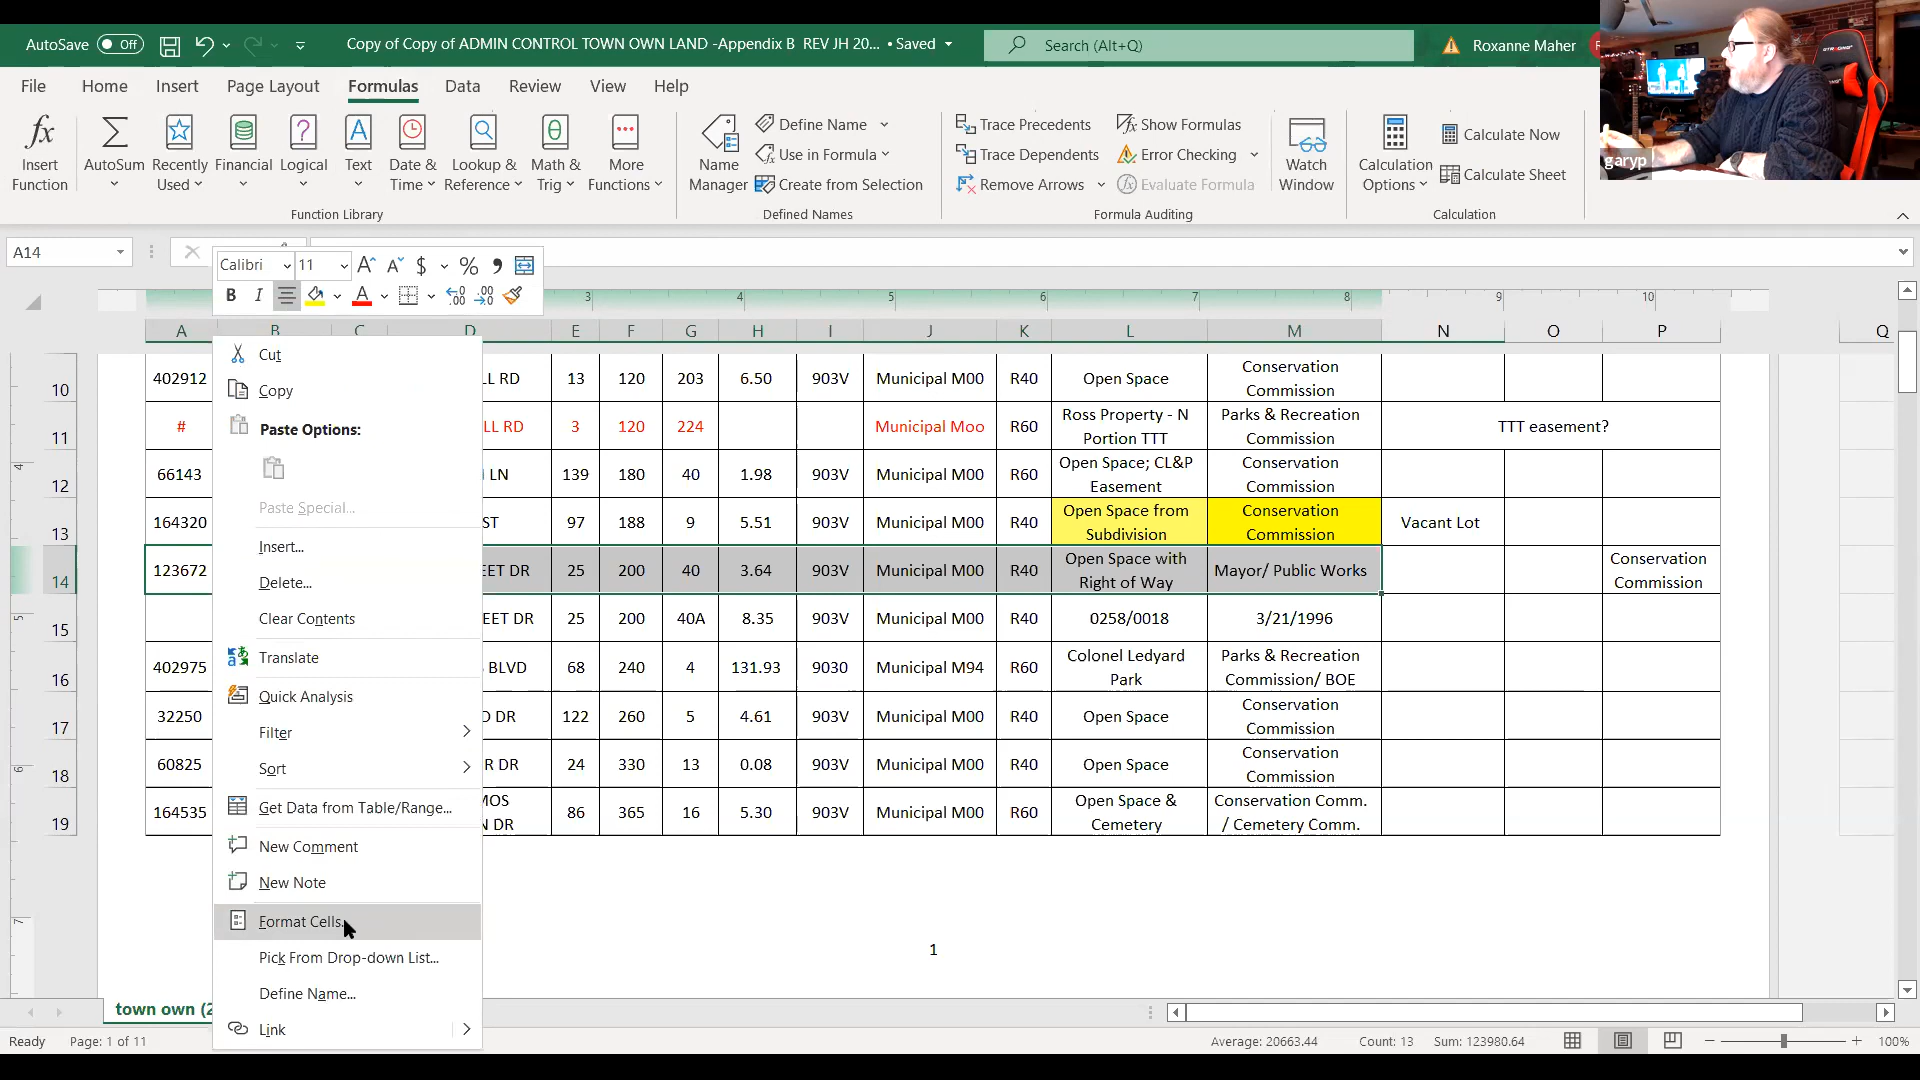 AutoSave Off Copy of Copy of ADMIN CONTROL TOWN OWN LAND -Appendix B REV JH 20... • Saved Search (Alt+Q) Roxanne Maher
File Home Insert Page Layout Formulas Data Review View Help
Insert Function
AutoSum
Recently Used
Financial
Logical
Text
Date & Time
Lookup & Reference
Math & Trig
More Functions
Function Library
Name Manager
Define Name
Use in Formula
Create from Selection
Defined Names
Trace Precedents
Trace Dependents
Remove Arrows
Show Formulas
Error Checking
Evaluate Formula
Formula Auditing
Watch Window
Calculation Options
Calculate Now
Calculate Sheet
Calculation
garyp
A14
Calibri 11 A A $ % ,
B I A
3 4 5 6 7 8 9 10
A B C D E F G H I J K L M N O P Q
10 402912 LL RD 13 120 203 6.50 903V Municipal M00 R40 Open Space Conservation Commission
11 # LL RD 3 120 224 Municipal Moo R60 Ross Property - N Portion TTT Parks & Recreation Commission TTT easement?
12 66143 LN 139 180 40 1.98 903V Municipal M00 R60 Open Space; CL&P Easement Conservation Commission
13 164320 ST 97 188 9 5.51 903V Municipal M00 R40 Open Space from Subdivision Conservation Commission Vacant Lot
14 123672 EET DR 25 200 40 3.64 903V Municipal M00 R40 Open Space with Right of Way Mayor/ Public Works Conservation Commission
15 EET DR 25 200 40A 8.35 903V Municipal M00 R40 0258/0018 3/21/1996
16 402975 BLVD 68 240 4 131.93 9030 Municipal M94 R60 Colonel Ledyard Park Parks & Recreation Commission/ BOE
17 32250 D DR 122 260 5 4.61 903V Municipal M00 R40 Open Space Conservation Commission
18 60825 R DR 24 330 13 0.08 903V Municipal M00 R40 Open Space Conservation Commission
19 164535 MOS N DR 86 365 16 5.30 903V Municipal M00 R60 Open Space & Cemetery Conservation Comm. / Cemetery Comm.
4
5
6
7
Cut
Copy
Paste Options:
Paste Special...
Insert...
Delete...
Clear Contents
Translate
Quick Analysis
Filter
Sort
Get Data from Table/Range...
New Comment
New Note
Format Cells...
Pick From Drop-down List...
Define Name...
Link
1
town own (2
Ready Page: 1 of 11 Average: 20663.44 Count: 13 Sum: 123980.64 100%